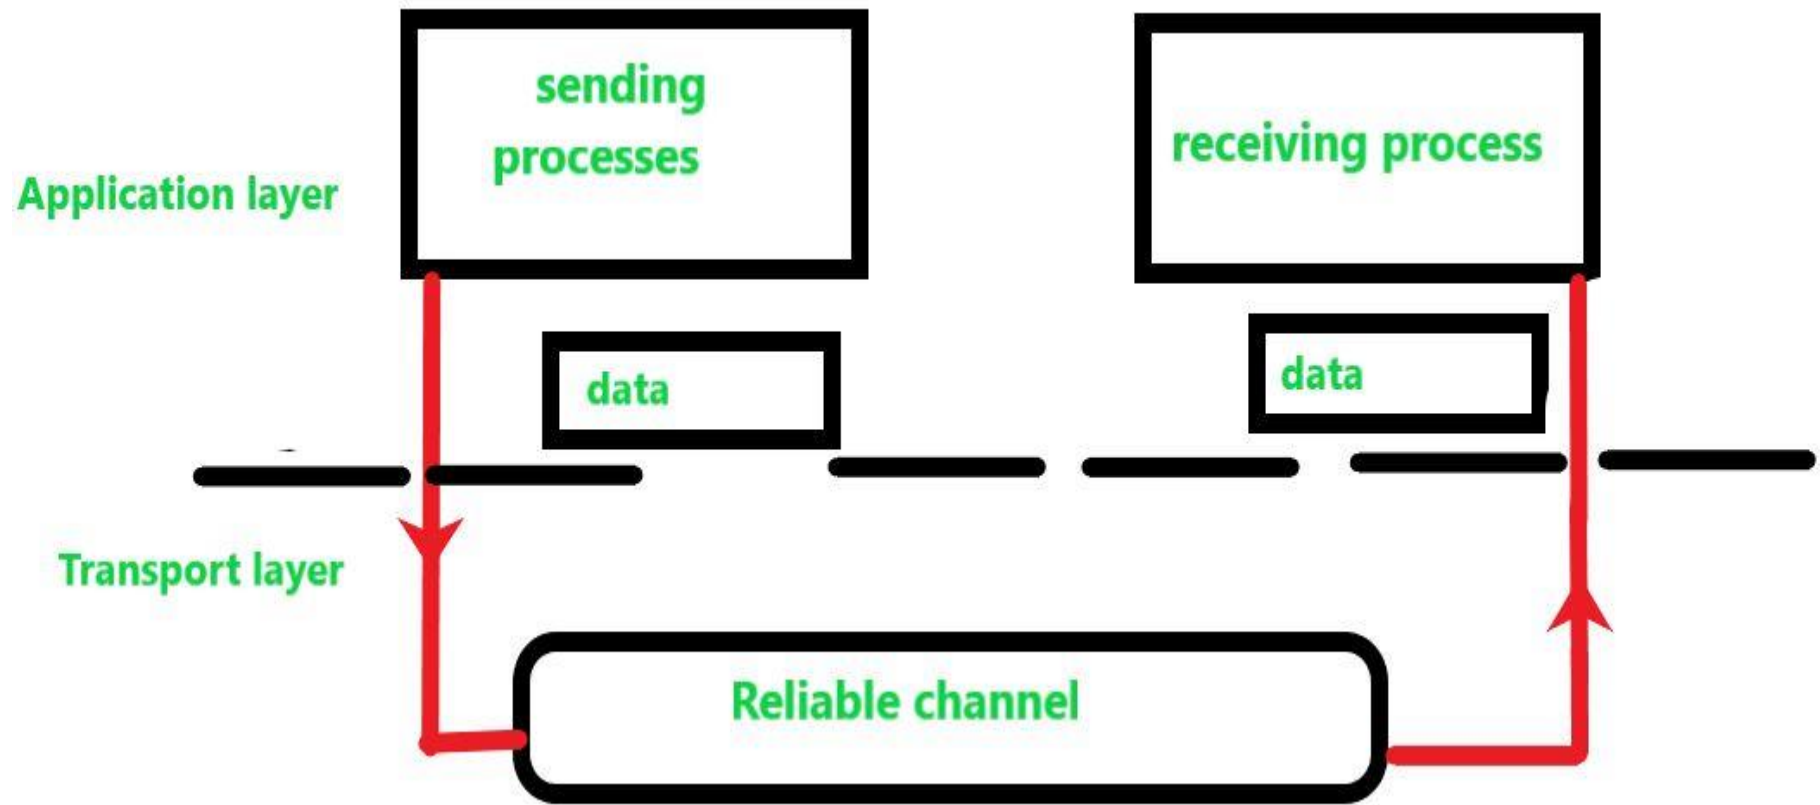 sending
processes
receiving process
Application layer
data
data
Transport layer
Reliable channel